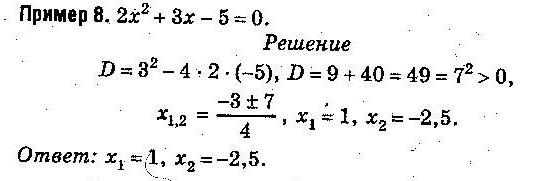 Пример 8. 2x² + 3x − 5 = 0.
Решение
D = 3² − 4 · 2 · (−5), D = 9 + 40 = 49 = 7² > 0,
x₁,₂ = (−3 ± 7)/4, x₁ = 1, x₂ = −2,5.
Ответ: x₁ = 1, x₂ = −2,5.